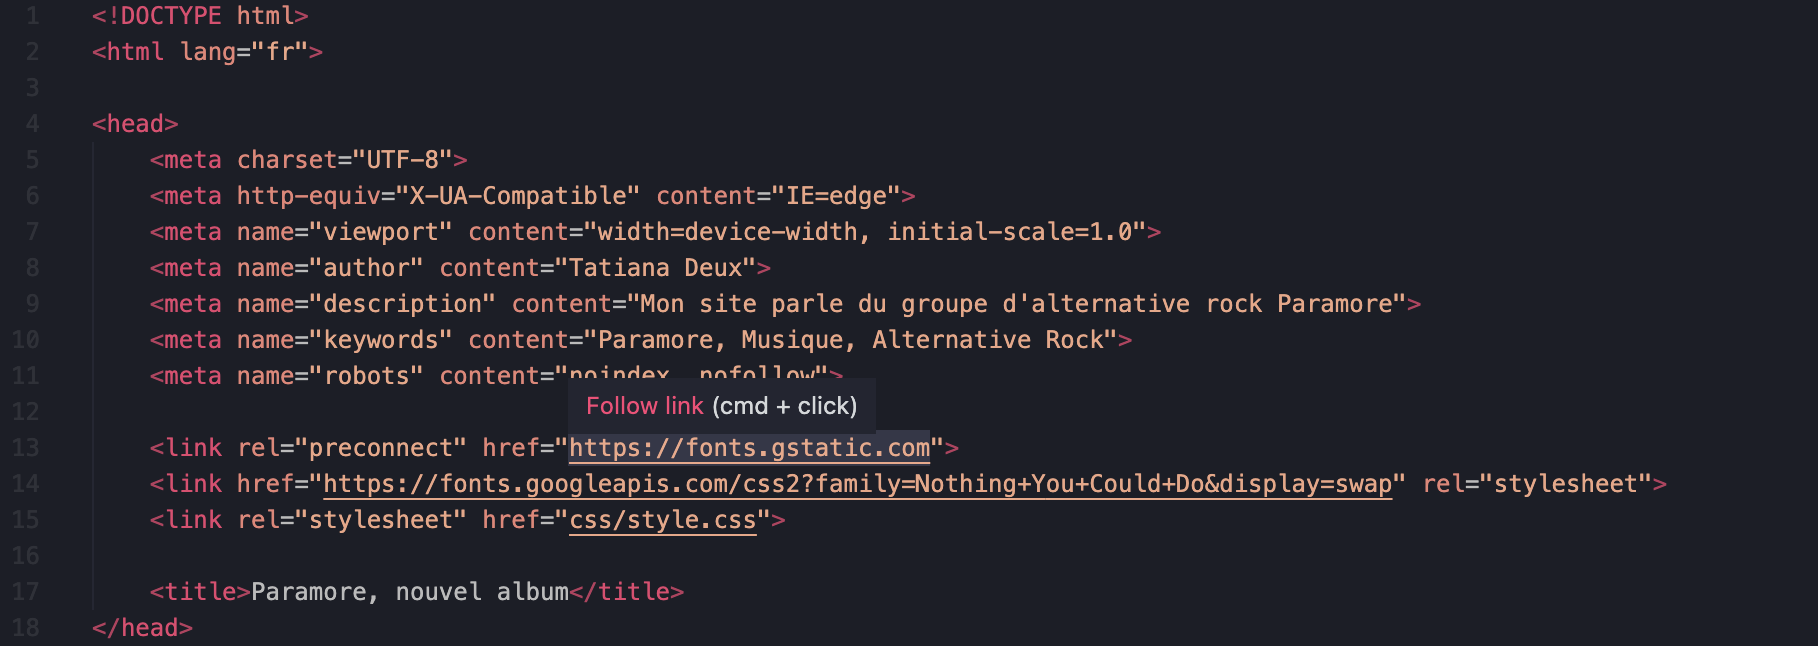 1 <!DOCTYPE html>
2 <html lang="fr">
3
4 <head>
5 <meta charset="UTF-8">
6 <meta http-equiv="X-UA-Compatible" content="IE=edge">
7 <meta name="viewport" content="width=device-width, initial-scale=1.0">
8 <meta name="author" content="Tatiana Deux">
9 <meta name="description" content="Mon site parle du groupe d'alternative rock Paramore">
10 <meta name="keywords" content="Paramore, Musique, Alternative Rock">
11 <meta name="robots" content="noindex, nofollow">
Follow link (cmd + click)
12
13 <link rel="preconnect" href="https://fonts.gstatic.com">
14 <link href="https://fonts.googleapis.com/css2?family=Nothing+You+Could+Do&display=swap" rel="stylesheet">
15 <link rel="stylesheet" href="css/style.css">
16
17 <title>Paramore, nouvel album</title>
18 </head>